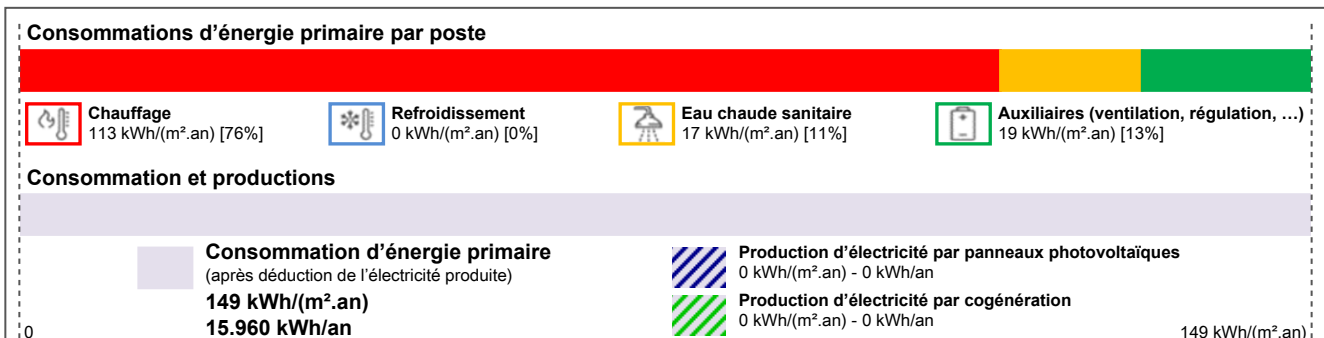 Consommations d'énergie primaire par poste
Chauffage
113 kWh/(m².an) [76%]
Refroidissement
0 kWh/(m².an) [0%]
Eau chaude sanitaire
17 kWh/(m².an) [11%]
Auxiliaires (ventilation, régulation, …)
19 kWh/(m².an) [13%]
Consommation et productions
Consommation d'énergie primaire
(après déduction de l'électricité produite)
149 kWh/(m².an)
15.960 kWh/an
Production d'électricité par panneaux photovoltaïques
0 kWh/(m².an) - 0 kWh/an
Production d'électricité par cogénération
0 kWh/(m².an) - 0 kWh/an
0
149 kWh/(m².an)